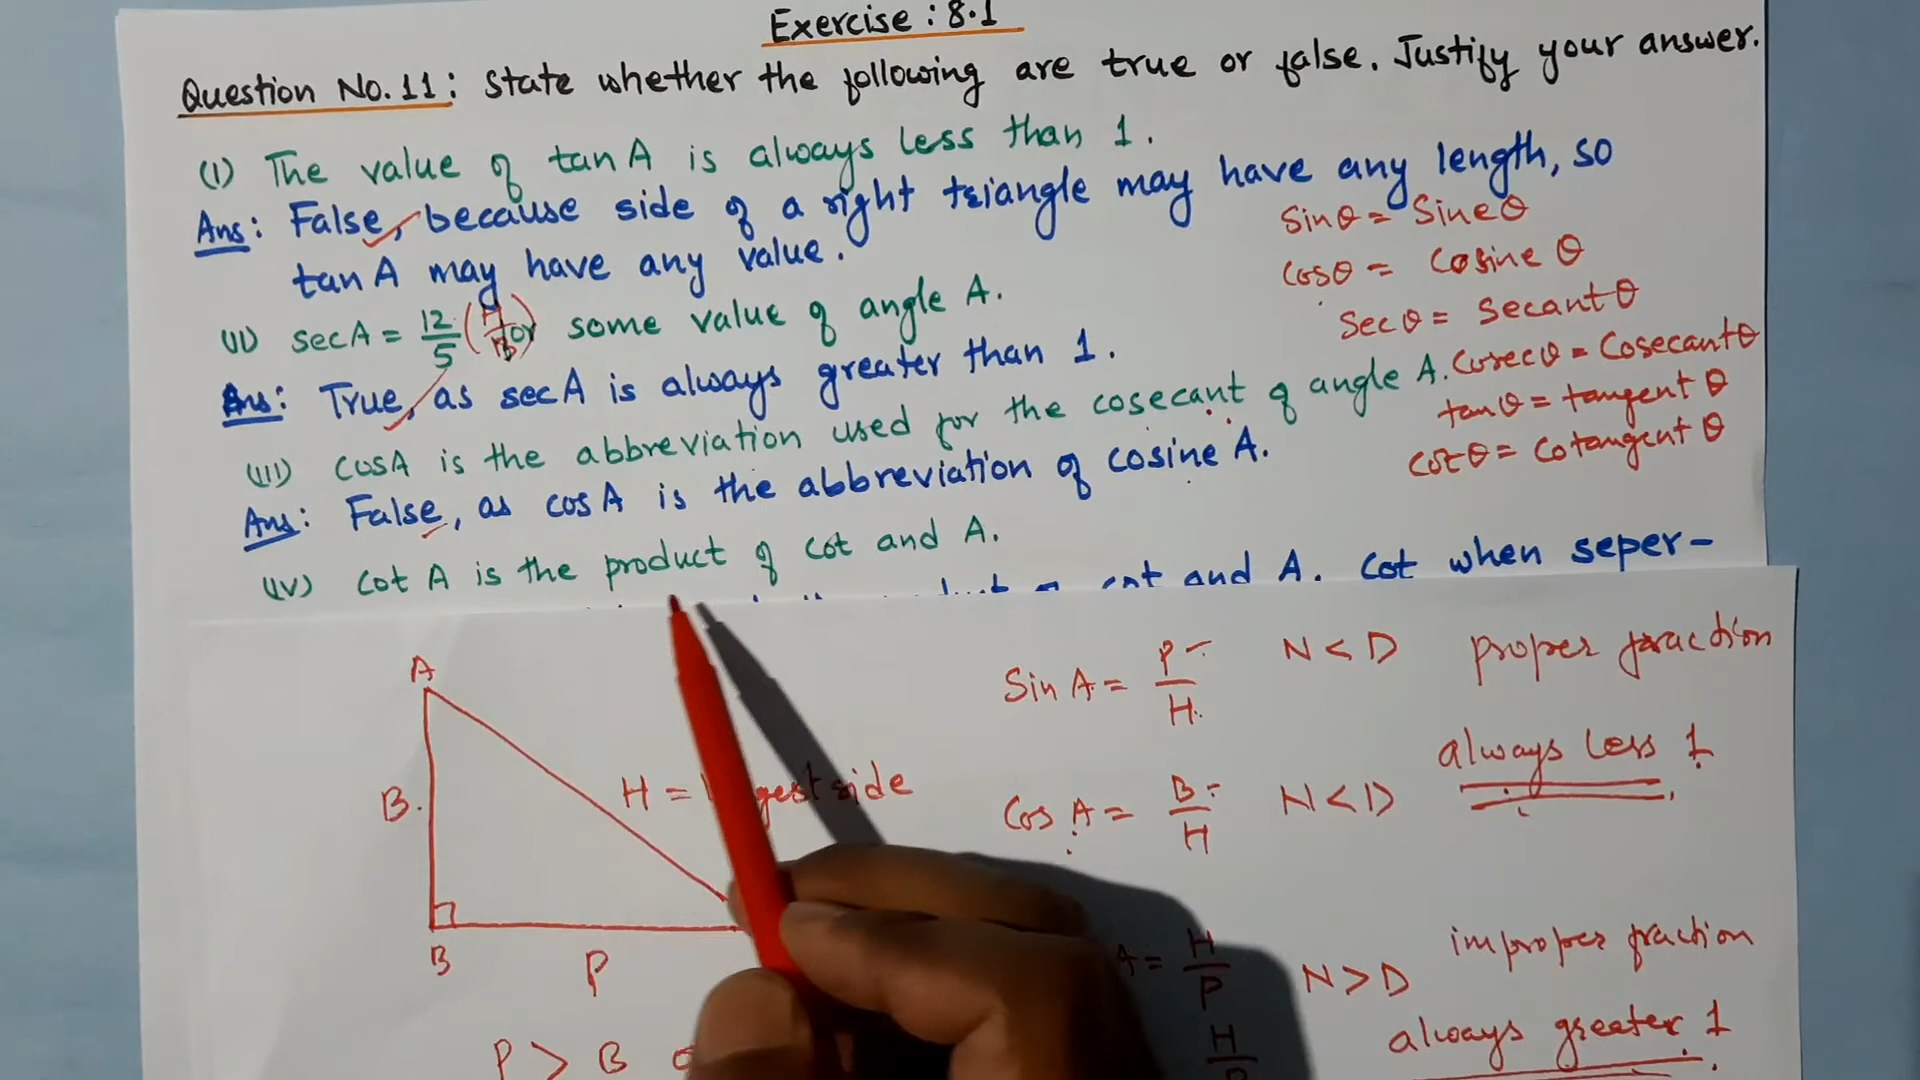 Exercise : 8.1
Question No. 11 : State whether the following are true or false. Justify your answer.
(I) The value of tan A is always less than 1.
Ans : False, because side of a right triangle may have any length, so
tan A may have any value.
Sinθ = Sineθ
Cosθ = Cosine θ
Secθ = Secantθ
Cosecθ = Cosecantθ
tanθ = tangent θ
cotθ = Cotangent θ
(II) sec A = 12/5 (H/B) for some value of angle A.
Ans : True, as sec A is always greater than 1.
(III) cosA is the abbreviation used for the cosecant of angle A.
Ans : False, as cos A is the abbreviation of cosine A.
(IV) cot A is the product of cot and A.
cot and A. Cot when seper-
A
B
H = side
B
P
P > B
Sin A = P/H N < D proper fraction
always less 1
Cos A = B/H N < D
A = H/P N > D improper fraction
always greater 1
H